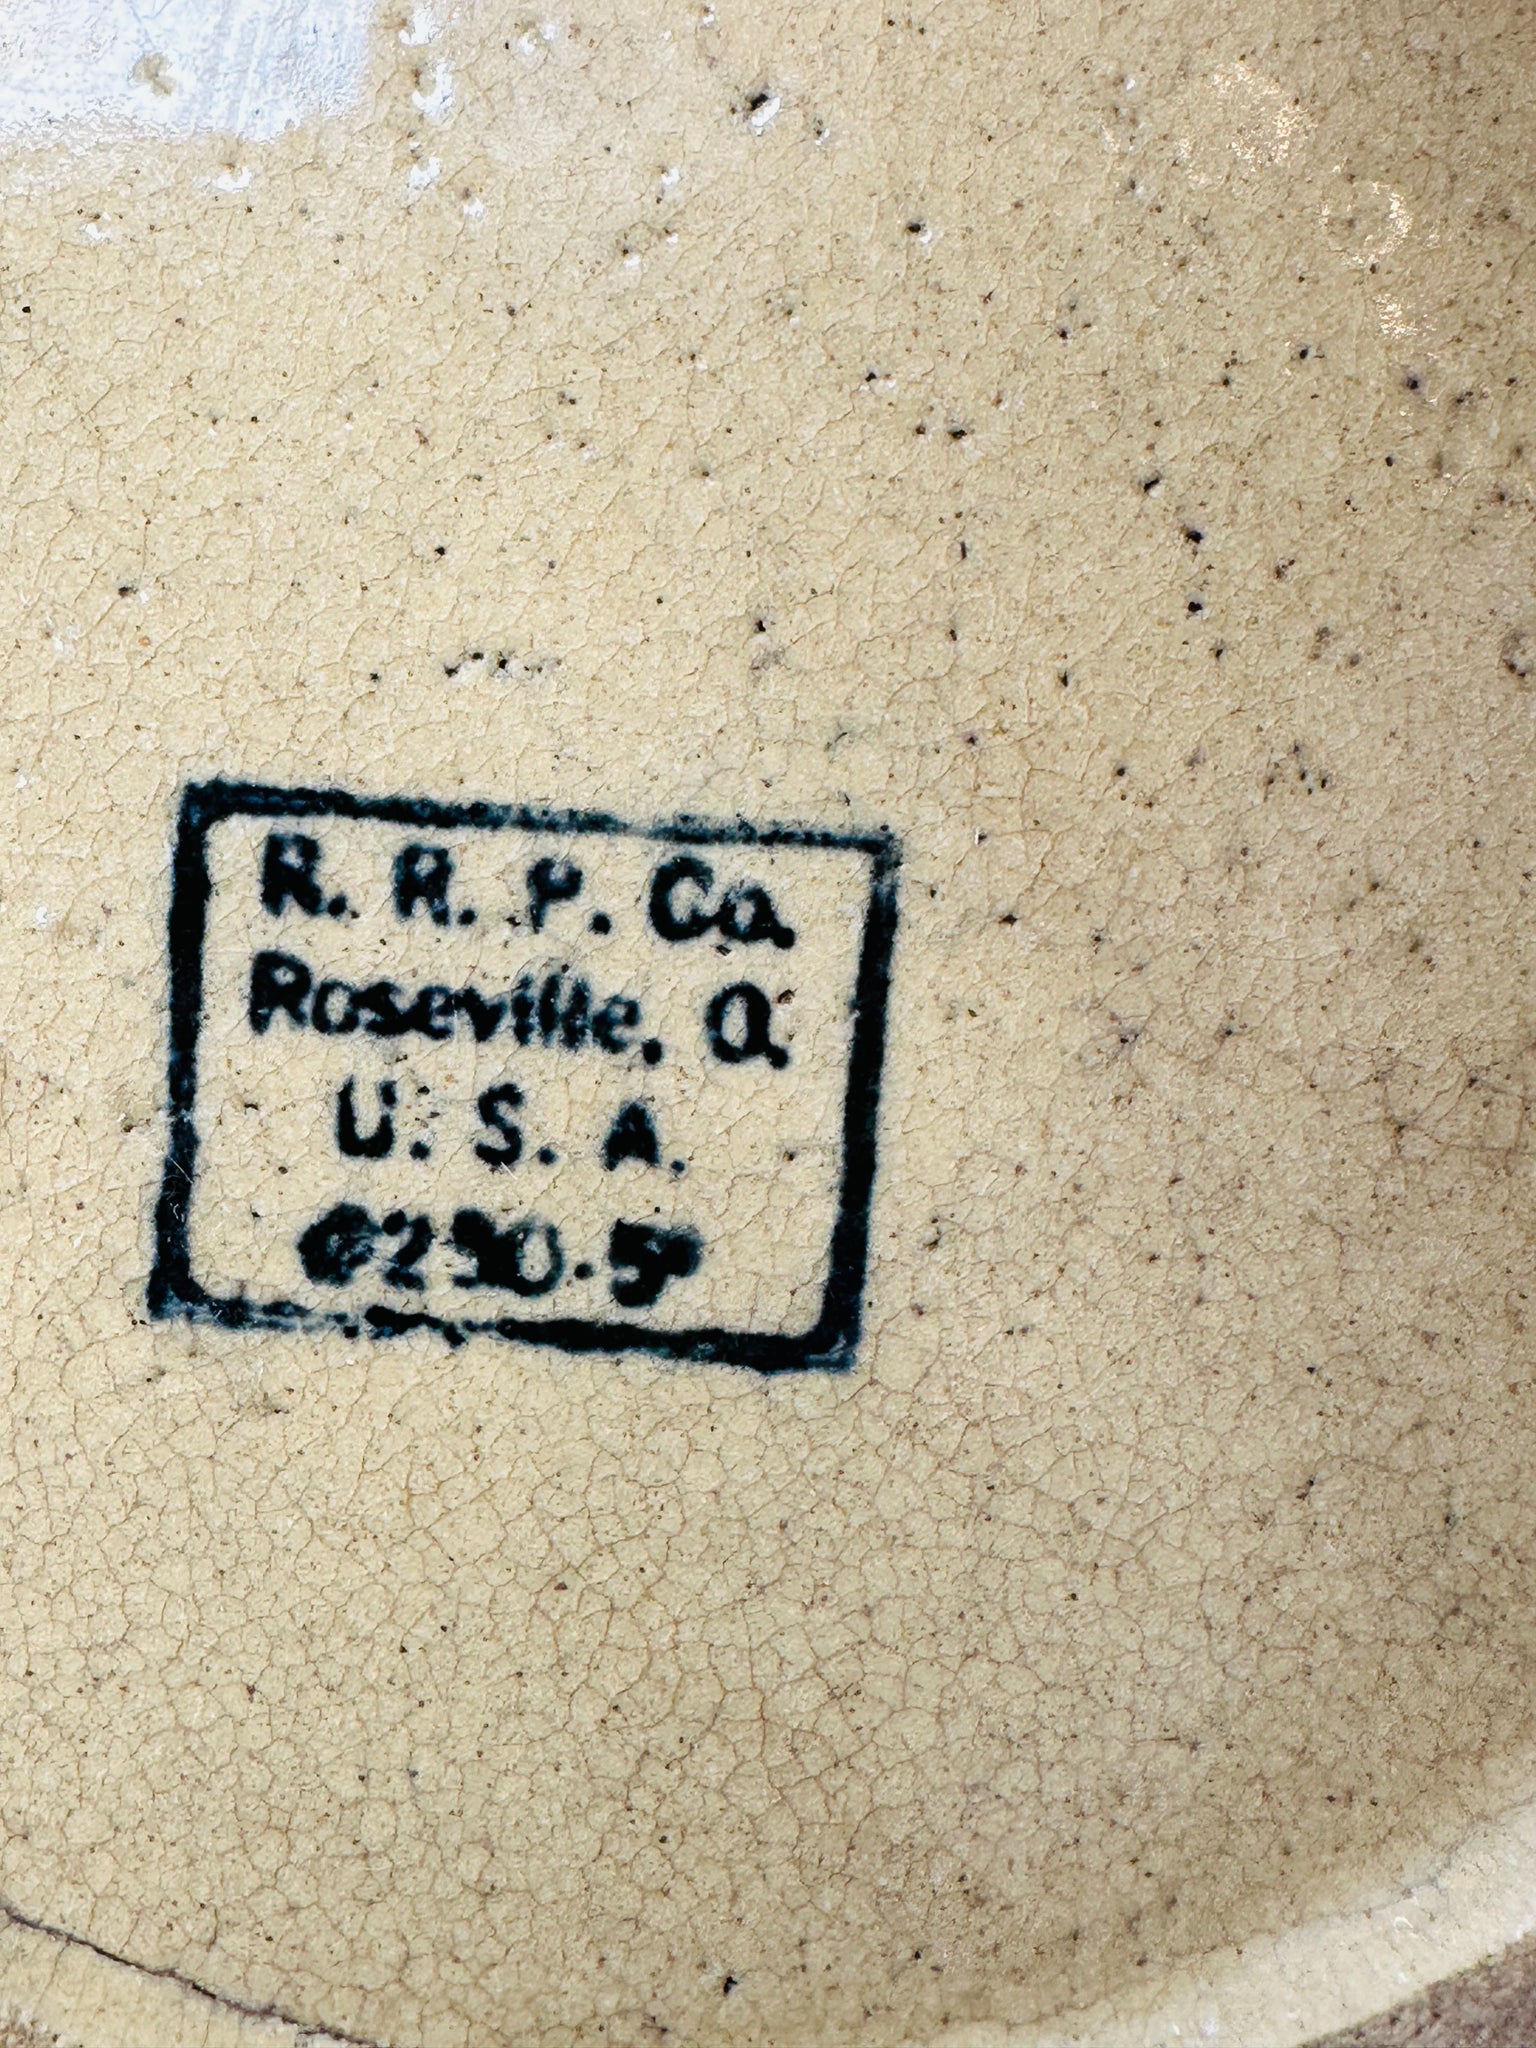 R. R. P. Co.
Roseville, O.
U. S. A.